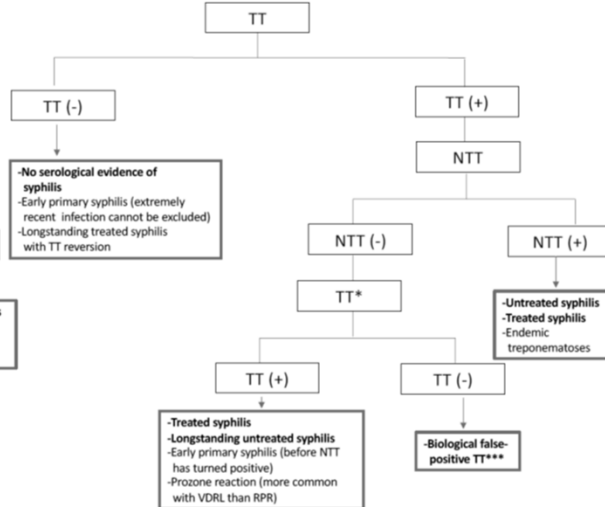 TT
TT (-)
TT (+)
-No serological evidence of
syphilis
-Early primary syphilis (extremely
recent infection cannot be excluded)
-Longstanding treated syphilis
with TT reversion
NTT
NTT (-)
NTT (+)
TT*
-Untreated syphilis
-Treated syphilis
-Endemic
treponematoses
s
TT (+)
TT (-)
-Treated syphilis
-Longstanding untreated syphilis
-Early primary syphilis (before NTT
has turned positive)
-Prozone reaction (more common
with VDRL than RPR)
-Biological false-
positive TT***